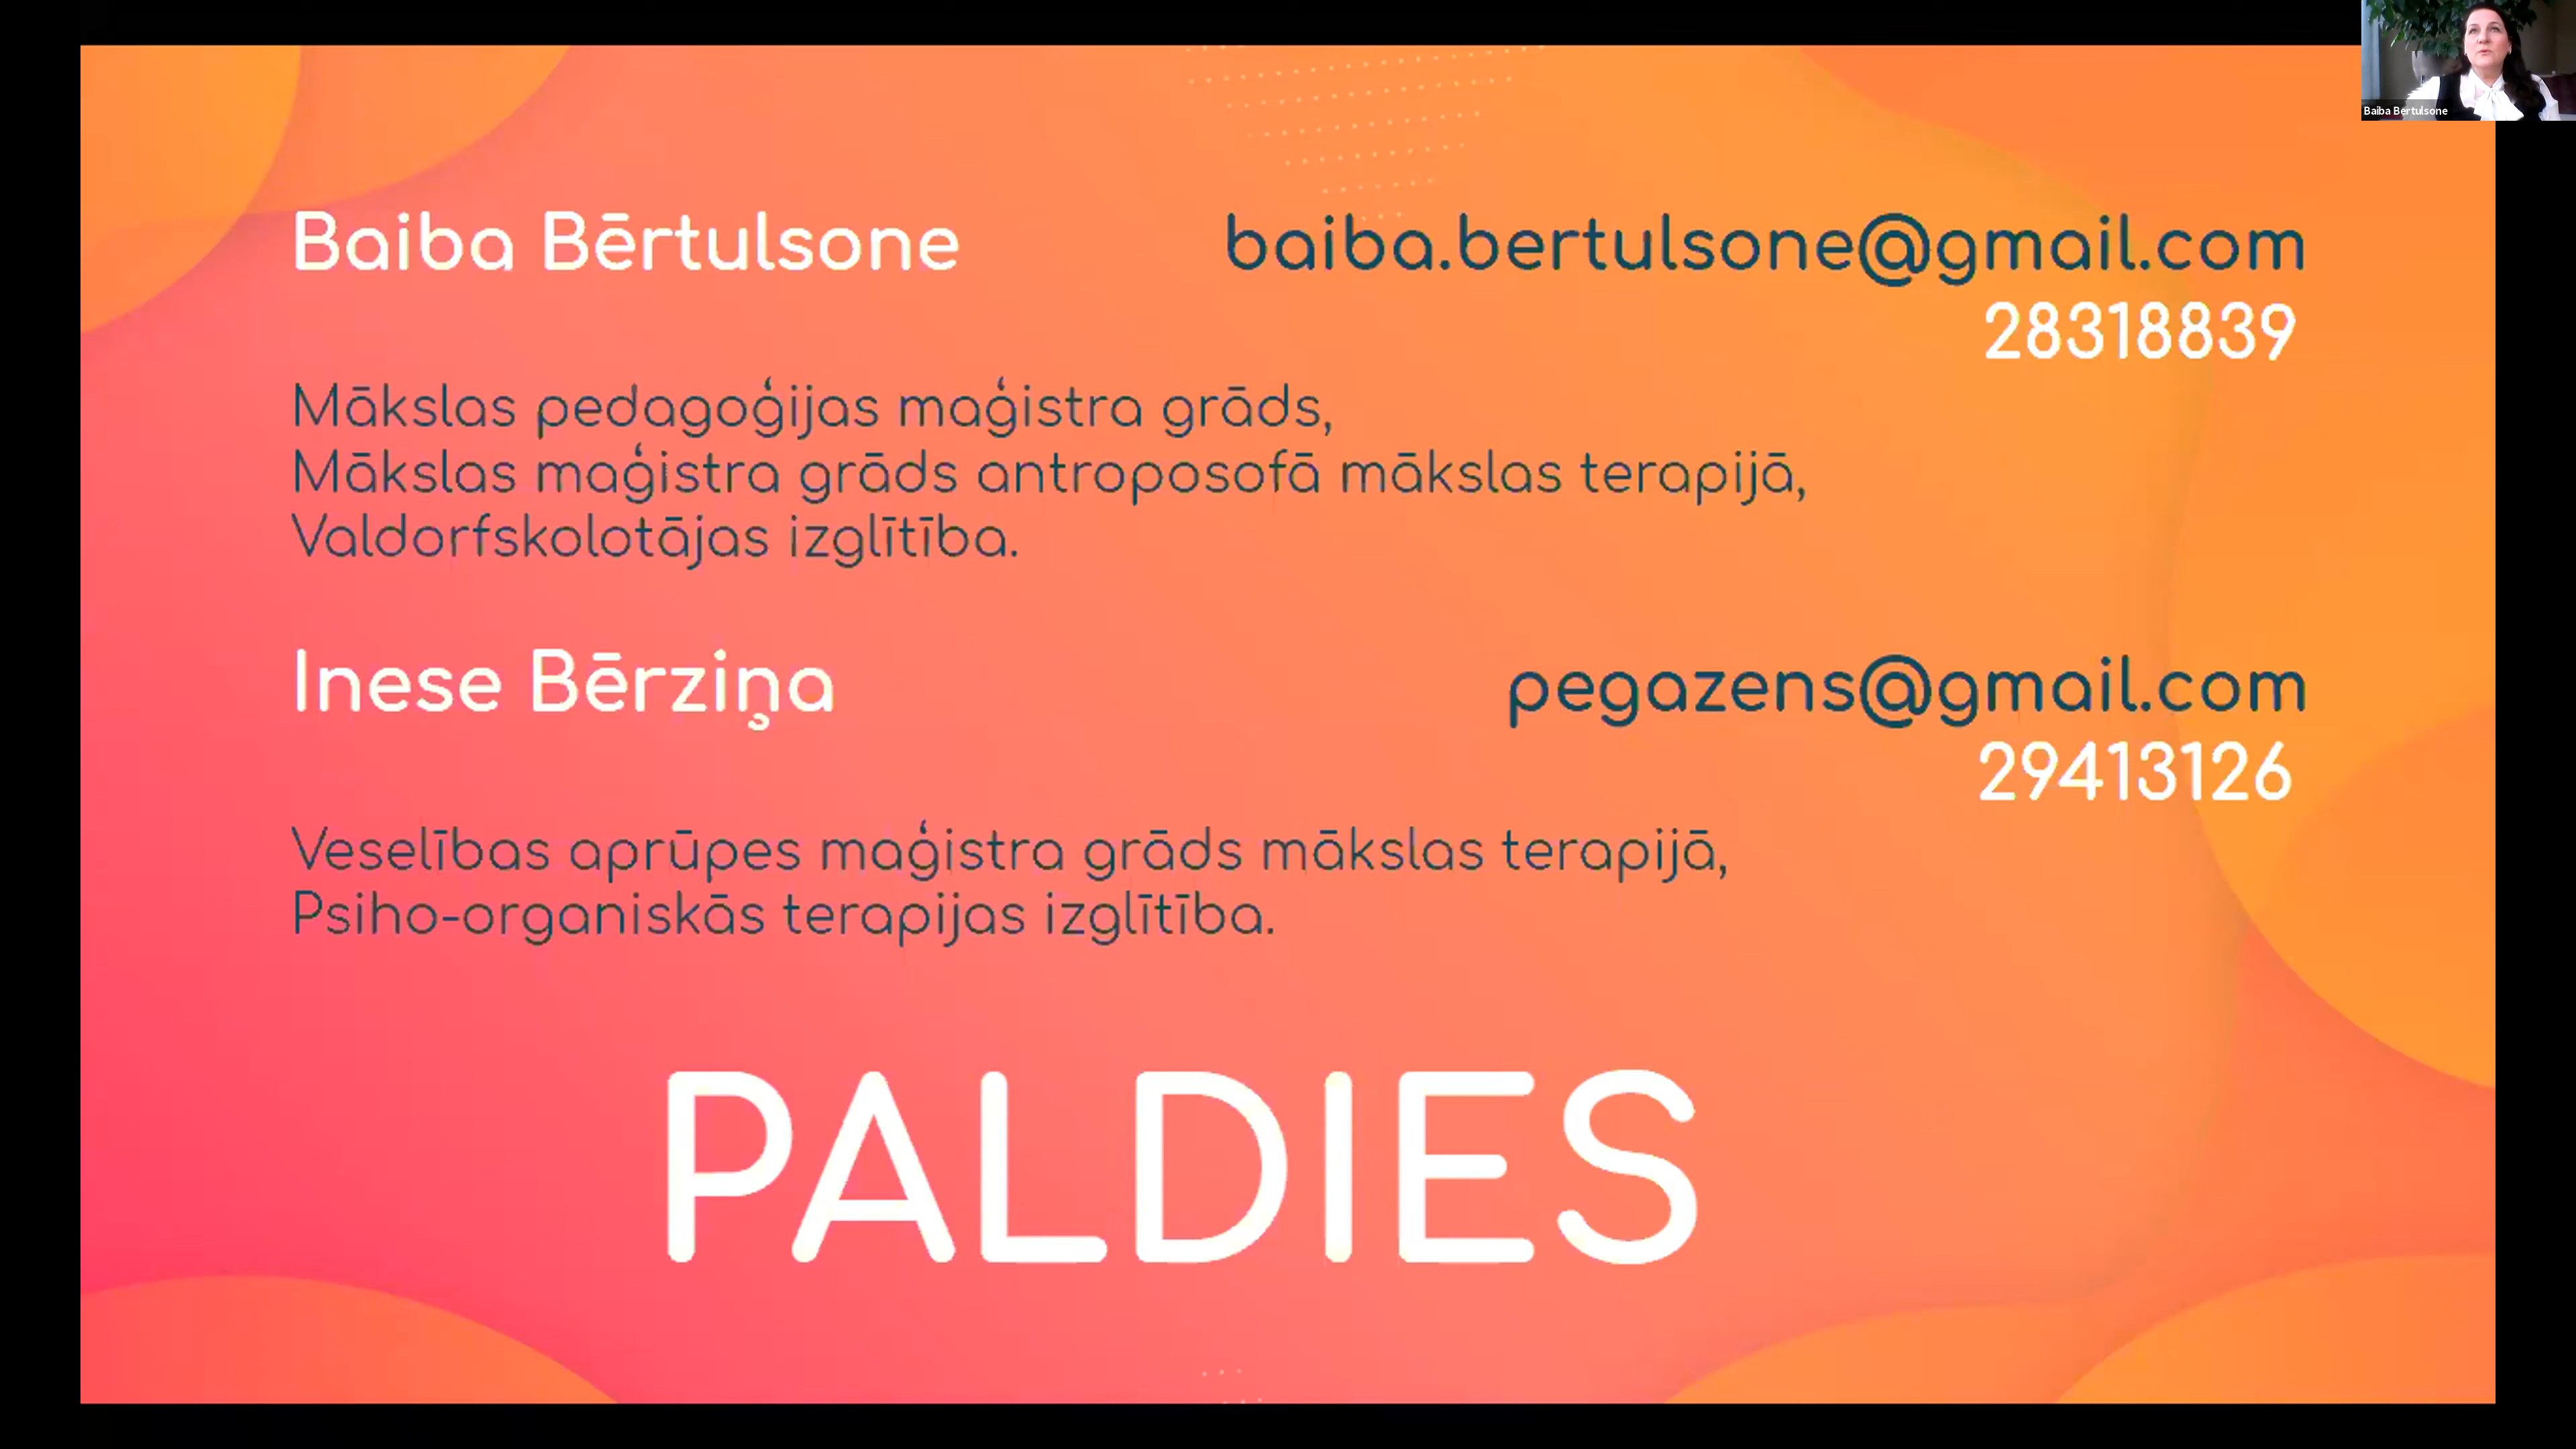 Baiba Bertulsone
Baiba Bērtulsone
baiba.bertulsone@gmail.com
28318839
Mākslas pedagoģijas maģistra grāds,
Mākslas maģistra grāds antroposofā mākslas terapijā,
Valdorfskolotājas izglītība.
Inese Bērziņa
pegazens@gmail.com
29413126
Veselības aprūpes maģistra grāds mākslas terapijā,
Psiho-organiskās terapijas izglītība.
PALDIES